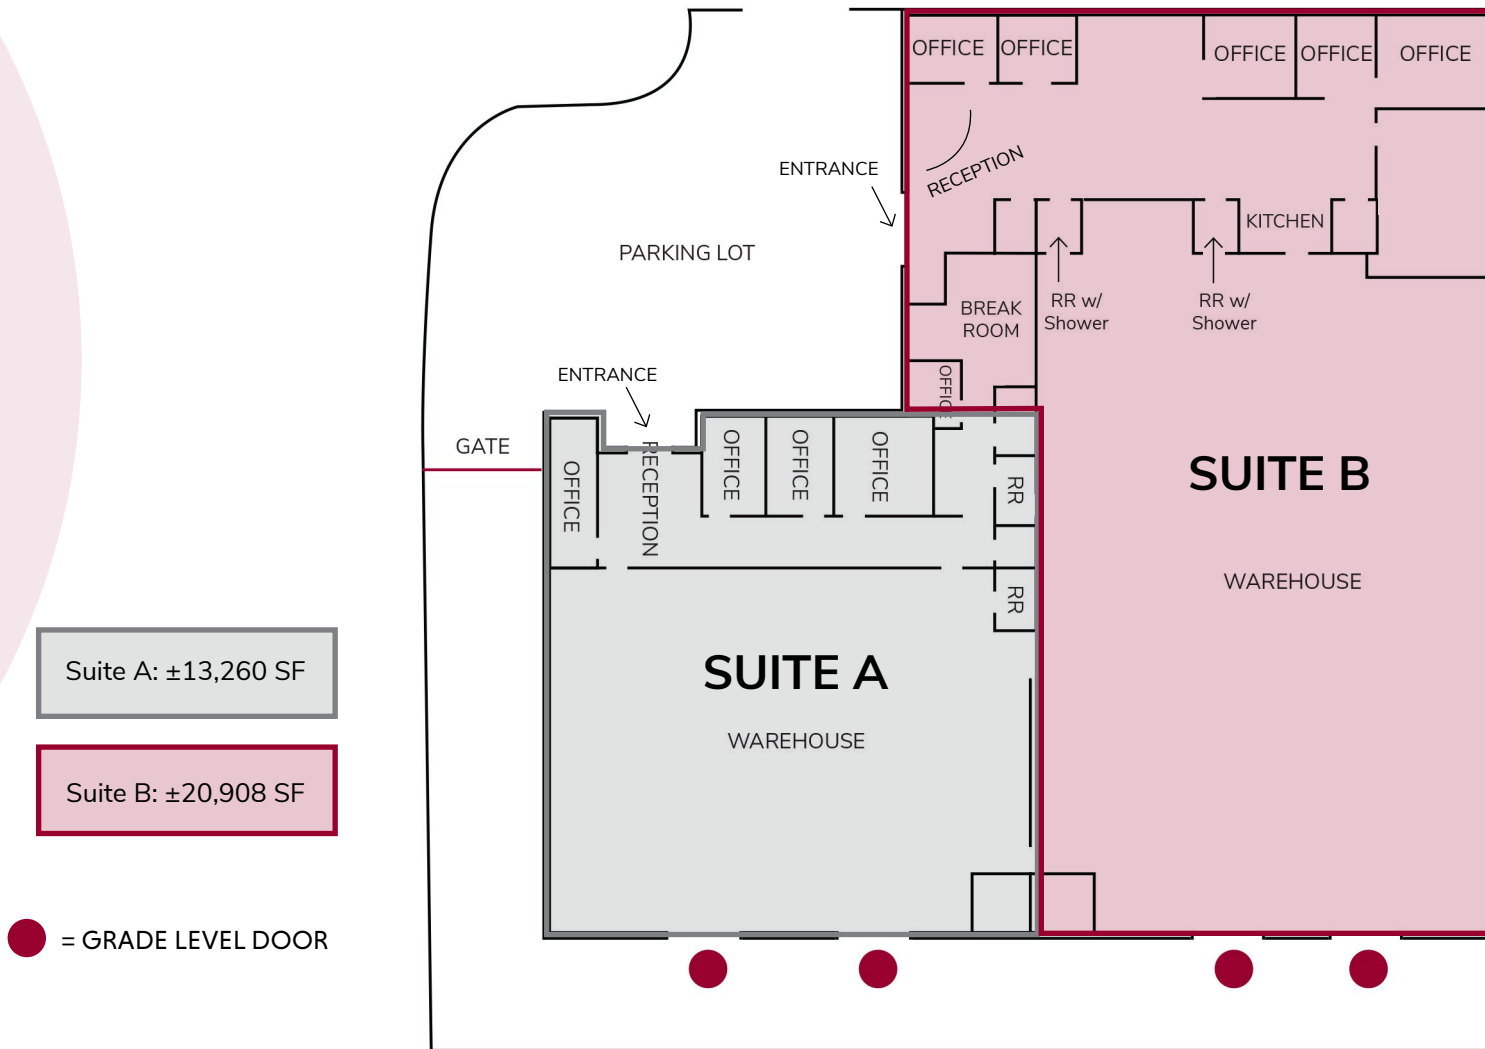 OFFICE
OFFICE
OFFICE
OFFICE
OFFICE
ENTRANCE
RECEPTION
KITCHEN
PARKING LOT
BREAK
ROOM
RR w/
Shower
RR w/
Shower
ENTRANCE
OFFICE
GATE
OFFICE
RECEPTION
OFFICE
OFFICE
OFFICE
RR
RR
SUITE B
WAREHOUSE
SUITE A
WAREHOUSE
Suite A: ±13,260 SF
Suite B: ±20,908 SF
= GRADE LEVEL DOOR